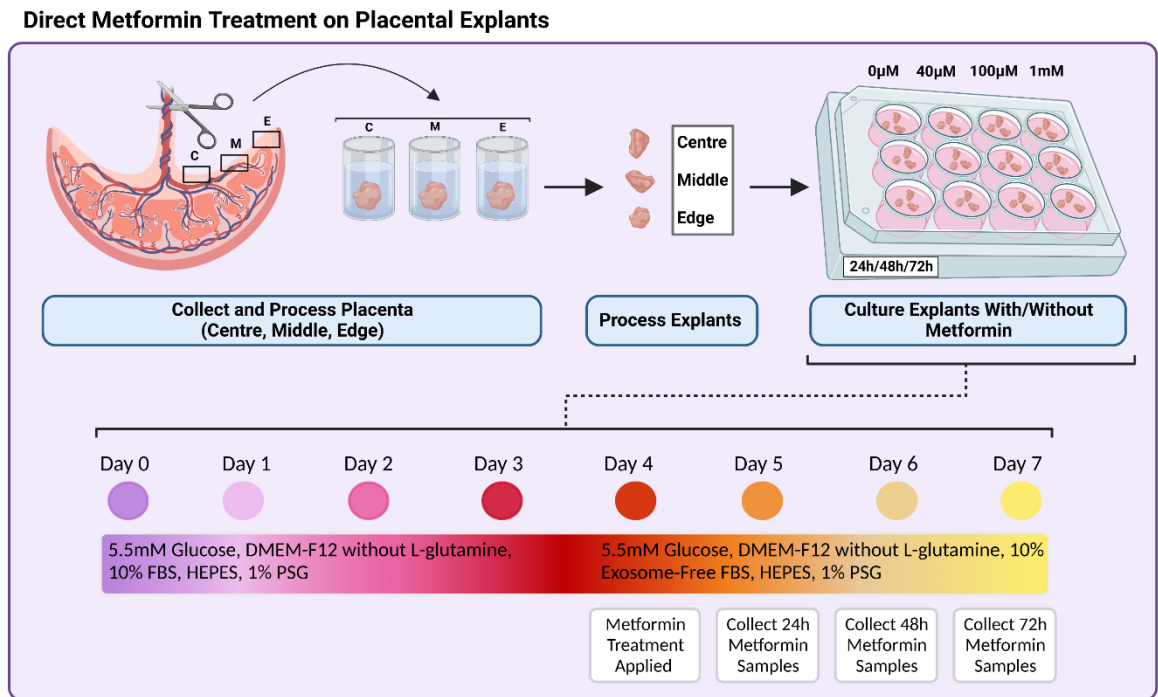 Direct Metformin Treatment on Placental Explants
C
M
E
C M E
Centre
Middle
Edge
0µM 40µM 100µM 1mM
24h/48h/72h
Collect and Process Placenta
(Centre, Middle, Edge)
Process Explants
Culture Explants With/Without
Metformin
Day 0 Day 1 Day 2 Day 3 Day 4 Day 5 Day 6 Day 7
5.5mM Glucose, DMEM-F12 without L-glutamine,
10% FBS, HEPES, 1% PSG
5.5mM Glucose, DMEM-F12 without L-glutamine, 10%
Exosome-Free FBS, HEPES, 1% PSG
Metformin
Treatment
Applied
Collect 24h
Metformin
Samples
Collect 48h
Metformin
Samples
Collect 72h
Metformin
Samples